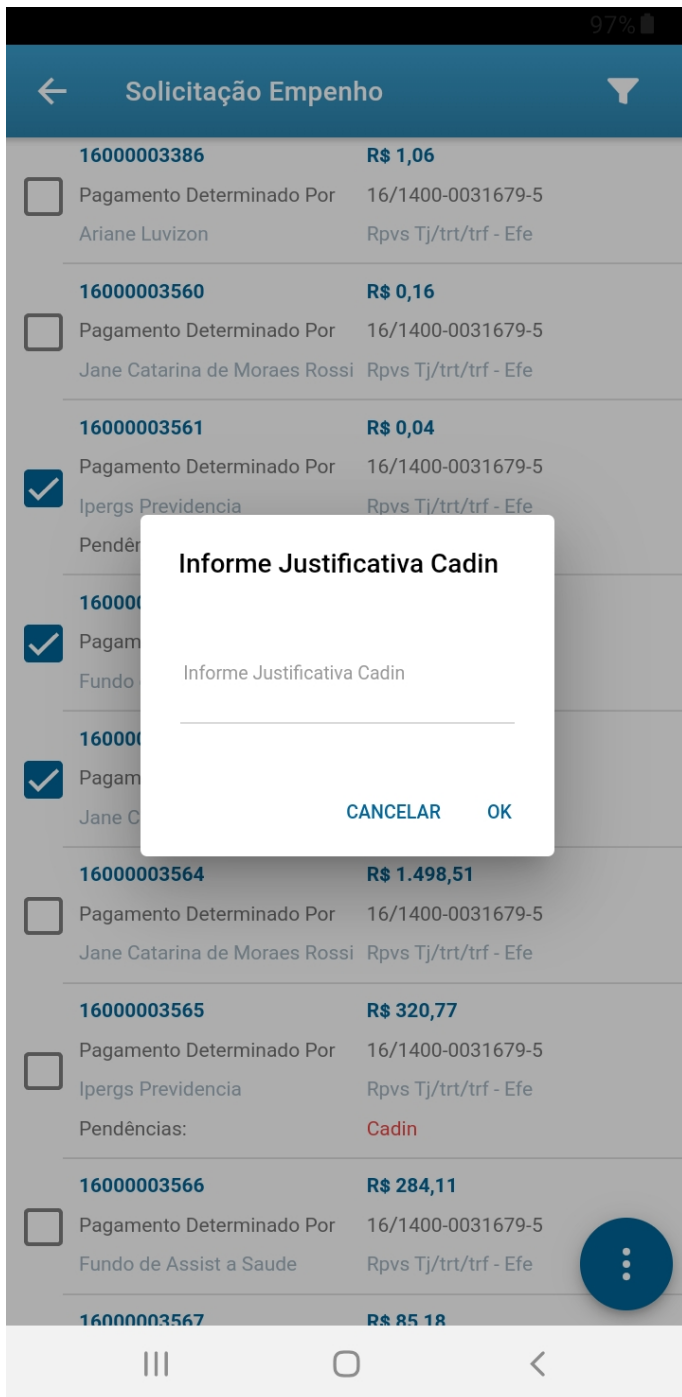 97%
Solicitação Empenho
16000003386 R$ 1,06
Pagamento Determinado Por 16/1400-0031679-5
Ariane Luvizon Rpvs Tj/trt/trf - Efe
16000003560 R$ 0,16
Pagamento Determinado Por 16/1400-0031679-5
Jane Catarina de Moraes Rossi Rpvs Tj/trt/trf - Efe
16000003561 R$ 0,04
Pagamento Determinado Por 16/1400-0031679-5
Ipergs Previdencia Rpvs Tj/trt/trf - Efe
Informe Justificativa Cadin
Fundo
Informe Justificativa Cadin
Jane C
CANCELAR OK
16000003564 R$ 1.498,51
Pagamento Determinado Por 16/1400-0031679-5
Jane Catarina de Moraes Rossi Rpvs Tj/trt/trf - Efe
16000003565 R$ 320,77
Pagamento Determinado Por 16/1400-0031679-5
Ipergs Previdencia Rpvs Tj/trt/trf - Efe
Pendências: Cadin
16000003566 R$ 284,11
Pagamento Determinado Por 16/1400-0031679-5
Fundo de Assist a Saude Rpvs Tj/trt/trf - Efe
16000003567 R$ 85,18